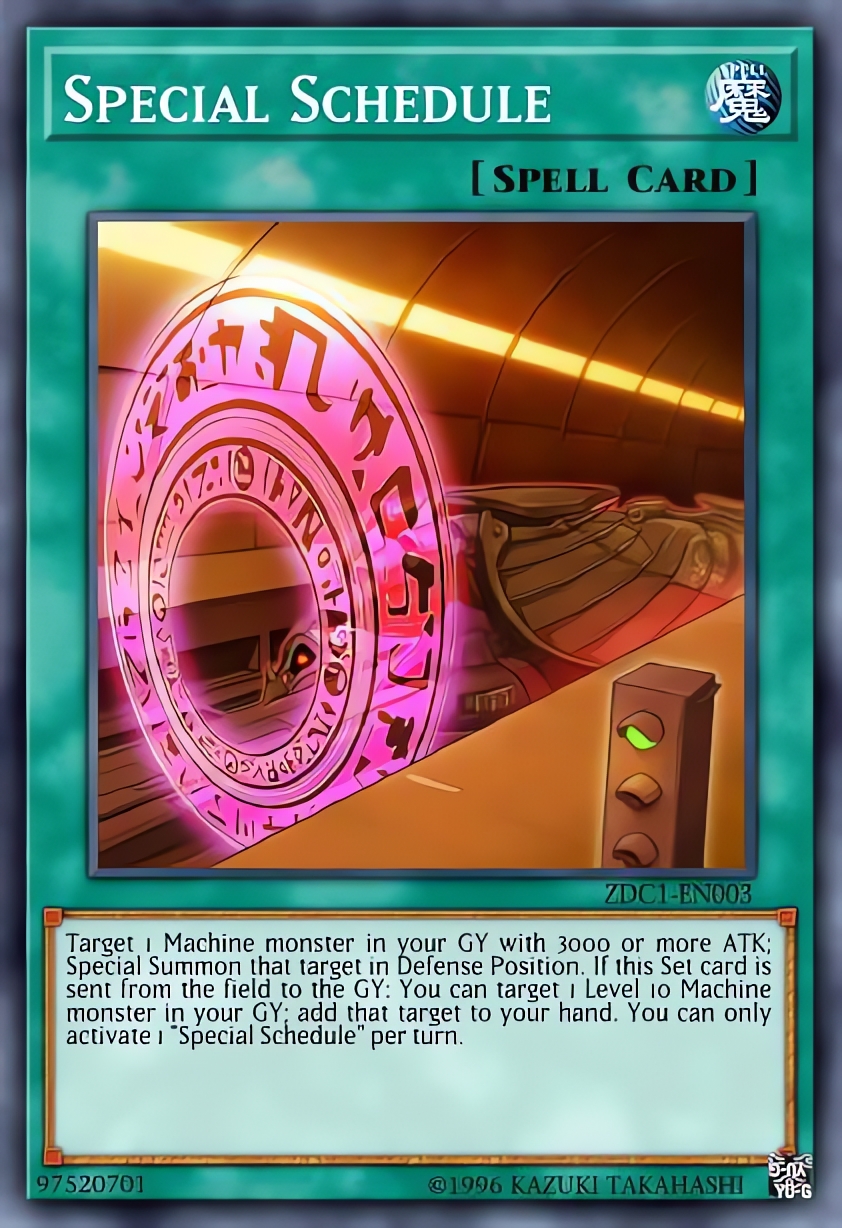 SPECIAL SCHEDULE
魔
[SPELL CARD]
ZDC1-EN003
Target 1 Machine monster in your GY with 3000 or more ATK;
Special Summon that target in Defense Position. If this Set card is
sent from the field to the GY: You can target 1 Level 10 Machine
monster in your GY; add that target to your hand. You can only
activate 1 "Special Schedule" per turn.
97520701
©1996 KAZUKI TAKAHASHI